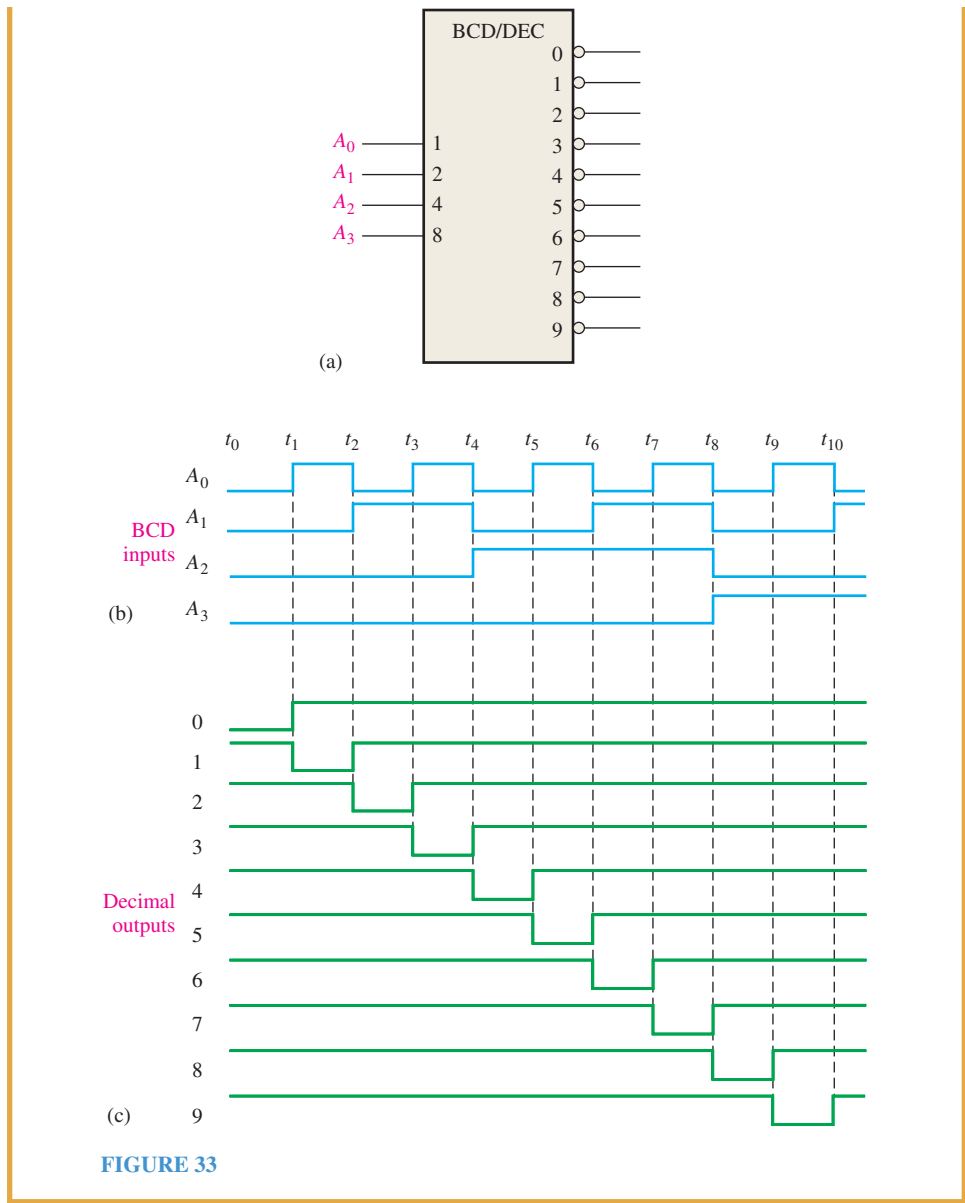 BCD/DEC
0
1
2
A₀ 1 3
A₁ 2 4
A₂ 4 5
A₃ 8 6
7
8
9
(a)
t₀ t₁ t₂ t₃ t₄ t₅ t₆ t₇ t₈ t₉ t₁₀
A₀
A₁
BCD
inputs
A₂
(b) A₃
0
1
2
3
4
Decimal
outputs
5
6
7
8
(c) 9
FIGURE 33